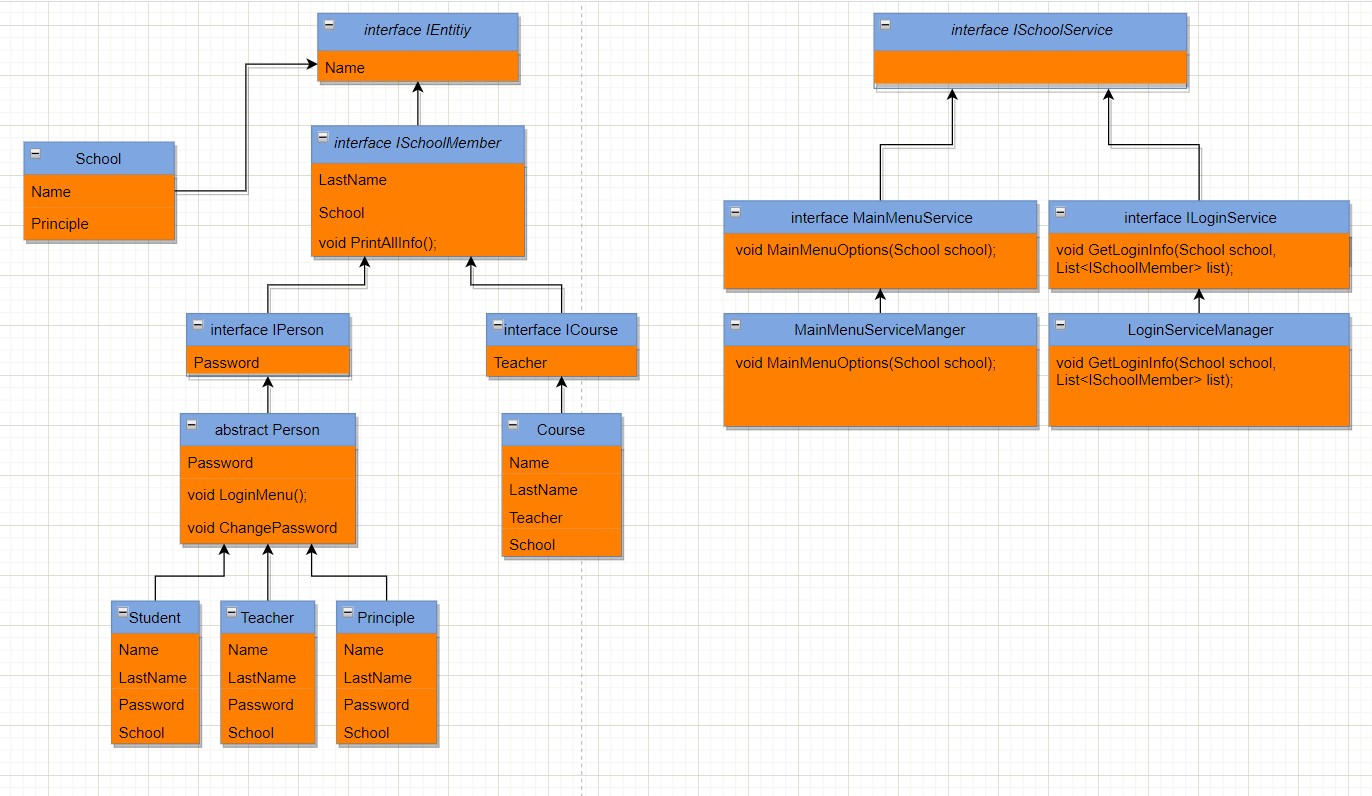 interface IEntitiy
Name
School
Name
Principle
interface ISchoolMember
LastName
School
void PrintAllInfo();
interface IPerson
Password
interface ICourse
Teacher
abstract Person
Password
void LoginMenu();
void ChangePassword
Course
Name
LastName
Teacher
School
Student
Name
LastName
Password
School
Teacher
Name
LastName
Password
School
Principle
Name
LastName
Password
School
interface ISchoolService
interface MainMenuService
void MainMenuOptions(School school);
interface ILoginService
void GetLoginInfo(School school,
List<ISchoolMember> list);
MainMenuServiceManger
void MainMenuOptions(School school);
LoginServiceManager
void GetLoginInfo(School school,
List<ISchoolMember> list);